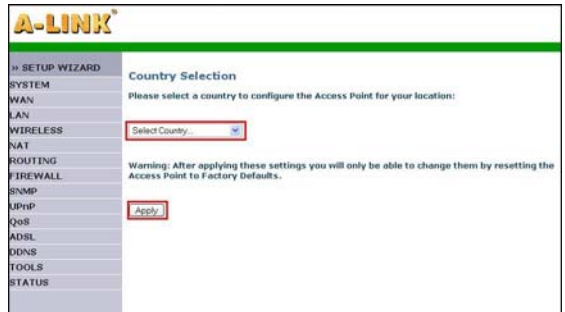 A-LINK®
» SETUP WIZARD
SYSTEM
WAN
LAN
WIRELESS
NAT
ROUTING
FIREWALL
SNMP
UPnP
QoS
ADSL
DDNS
TOOLS
STATUS
Country Selection
Please select a country to configure the Access Point for your location:
Select Country...
Warning: After applying these settings you will only be able to change them by resetting the
Access Point to Factory Defaults.
Apply